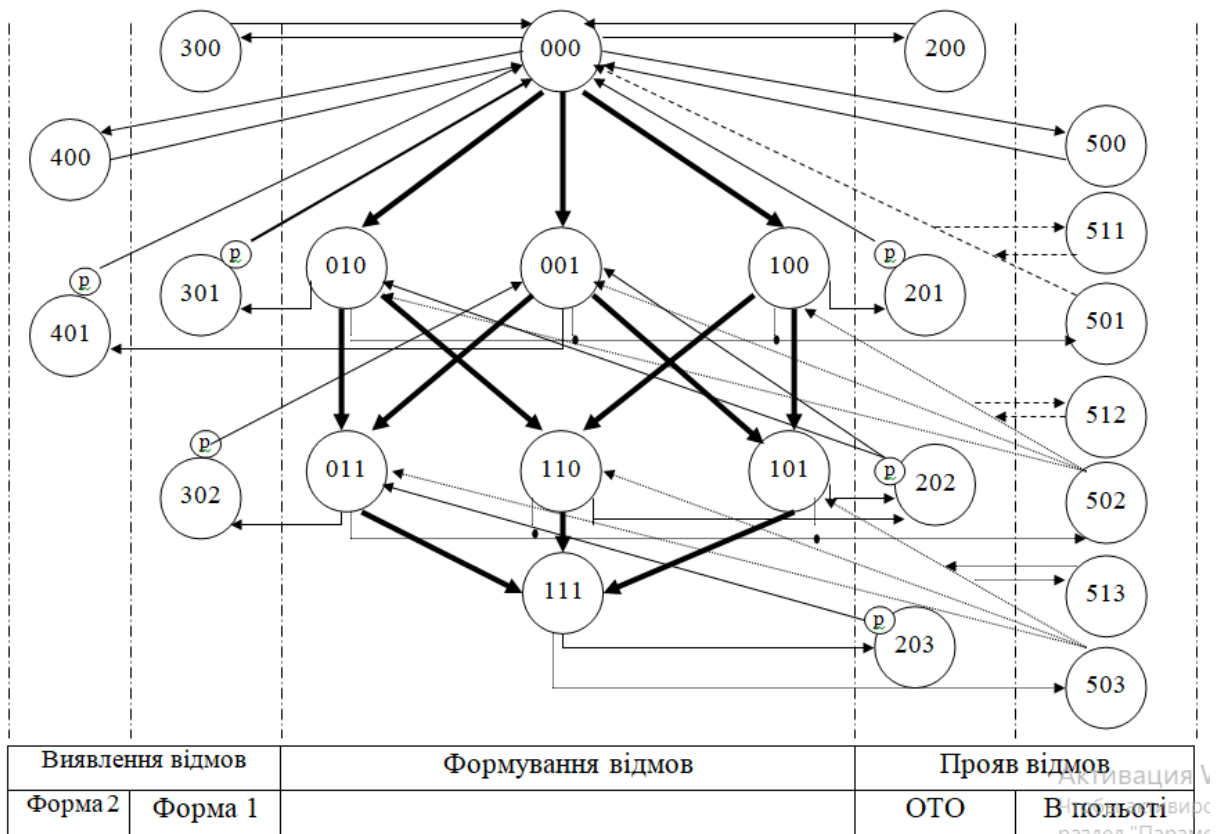 300 000 200
400 500
511
p 010 001 100 p
301 201
p 501
401
512
p 011 110 101 p
302 202 502
111 513
p
203
503
Виявлення відмов Формування відмов Прояв відмов
Активация W
Форма 2 Форма 1 ОТО В польоті